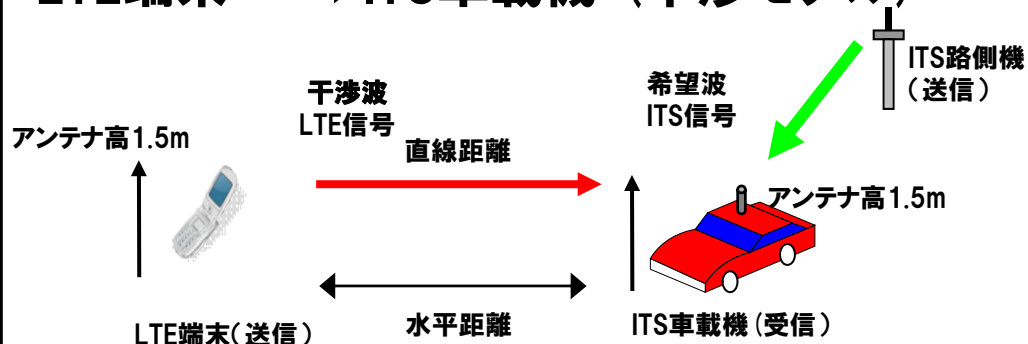 ITS路側機
(送信)
干渉波
LTE信号
希望波
ITS信号
アンテナ高1.5m
直線距離
アンテナ高1.5m
LTE端末(送信)
水平距離
ITS車載機(受信)